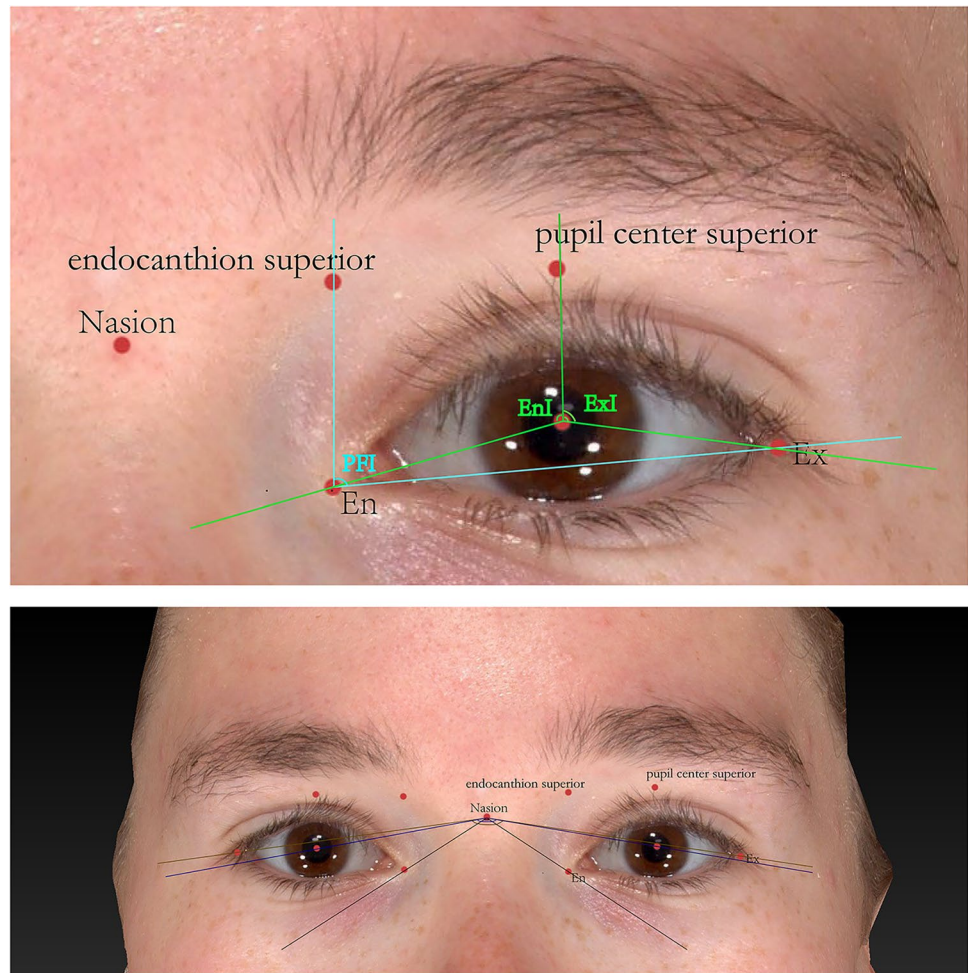 pupil center superior
endocanthion superior
Nasion
EnI ExI
Ex
PFI
En
pupil center superior
endocanthion superior
Nasion
Ex
En